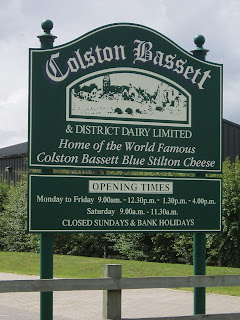 Colston Bassett
& DISTRICT DAIRY LIMITED
Home of the World Famous
Colston Bassett Blue Stilton Cheese
OPENING TIMES
Monday to Friday 9.00am. - 12.30p.m. · 1.30p.m. - 4.00p.m.
Saturday 9.00a.m. - 11.30a.m.
CLOSED SUNDAYS & BANK HOLIDAYS